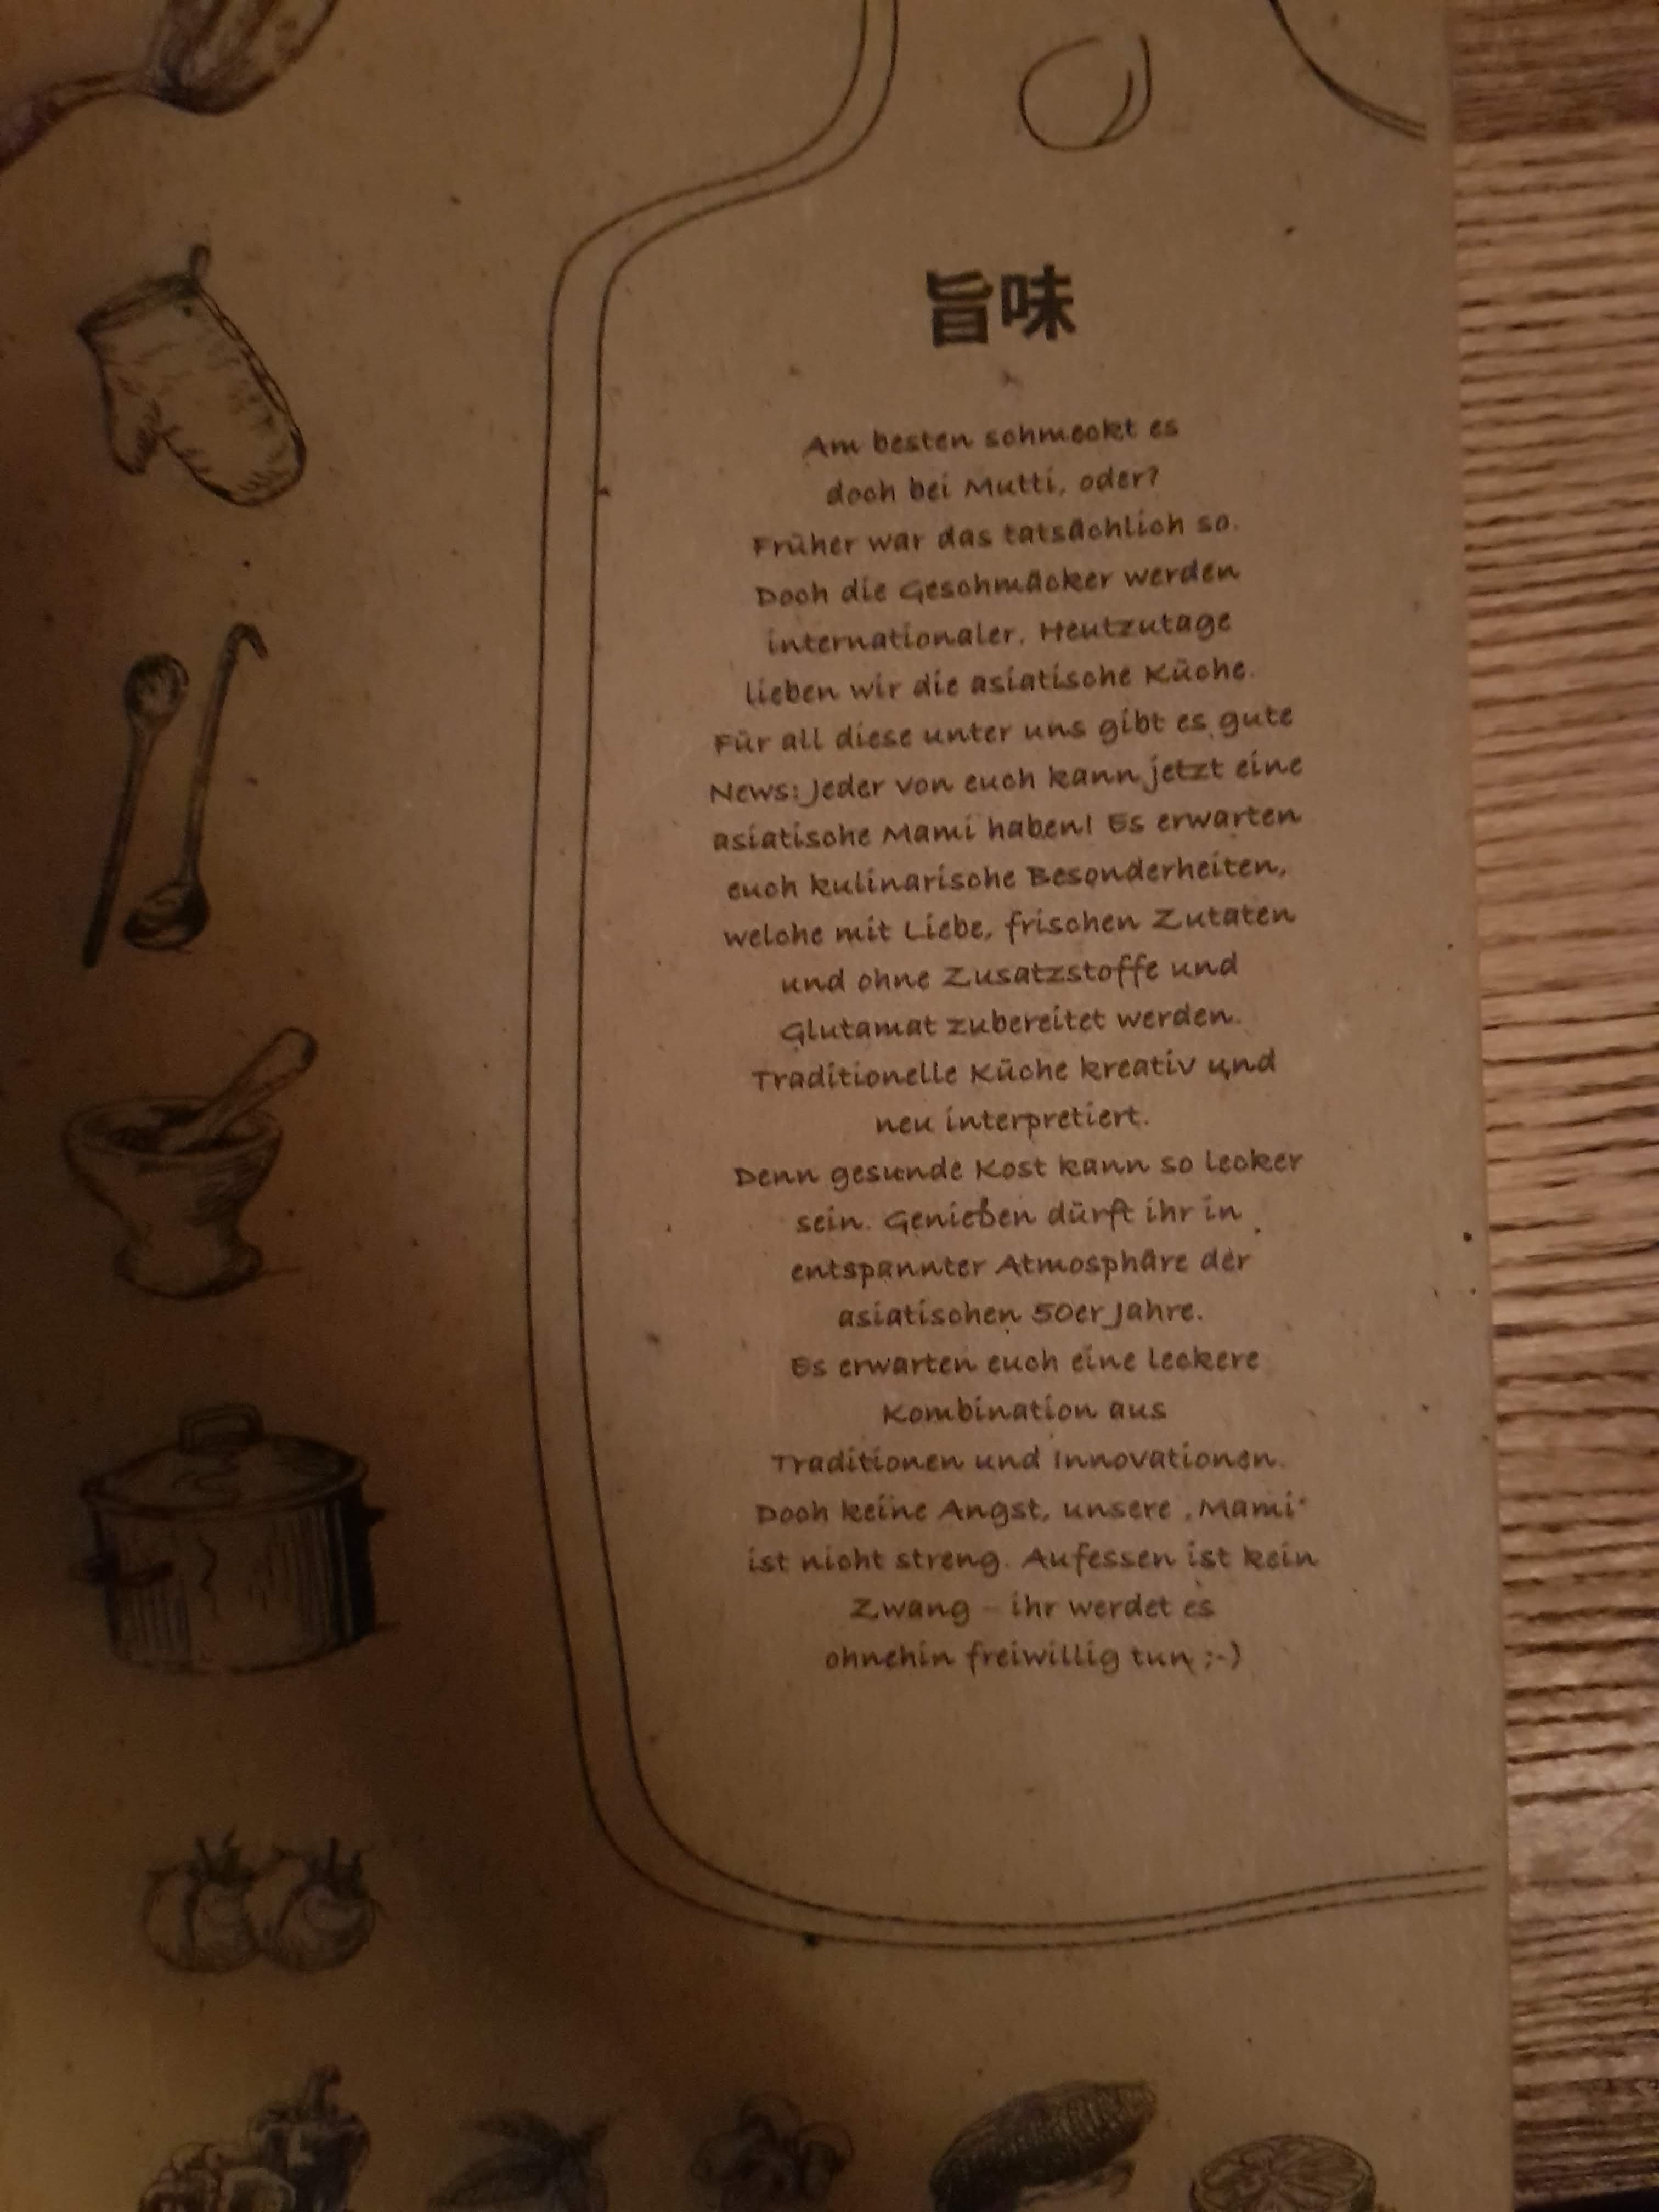 旨味
Am besten schmeckt es
doch bei Mutti, oder?
Früher war das tatsächlich so.
Doch die Geschmäcker werden
internationaler. Heutzutage
lieben wir die asiatische Küche.
Für all diese unter uns gibt es gute
News: Jeder von euch kann jetzt eine
asiatische Mami haben! Es erwarten
euch kulinarische Besonderheiten,
welche mit Liebe, frischen Zutaten
und ohne Zusatzstoffe und
Glutamat zubereitet werden.
Traditionelle Küche kreativ und
neu interpretiert.
Denn gesunde Kost kann so lecker
sein. Genießen dürft ihr in
entspannter Atmosphäre der
asiatischen 50er Jahre.
Es erwarten euch eine leckere
Kombination aus
Traditionen und Innovationen.
Doch keine Angst, unsere „Mami“
ist nicht streng. Aufessen ist kein
Zwang – ihr werdet es
ohnehin freiwillig tun ;-)